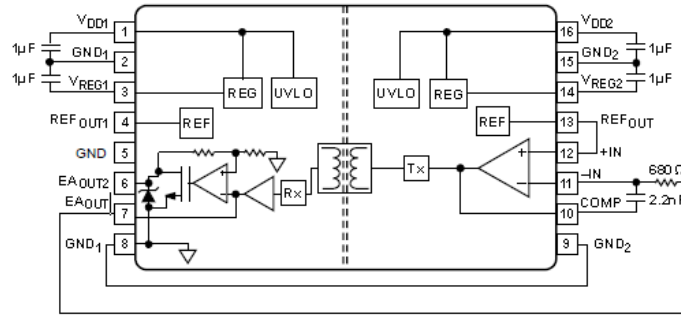 VDD1
1
1µF
GND1
2
1µF
VREG1
3
REFOUT1
4
GND
5
EAOUT2
6
EAOUT
7
GND1
8
REG
UVLO
REF
Rx
Tx
UVLO
REG
REF
+
−
+
−
16
VDD2
1µF
15
GND2
1µF
14
VREG2
13
REFOUT
12
+IN
11
−IN
680 Ω
10
COMP
9
GND2